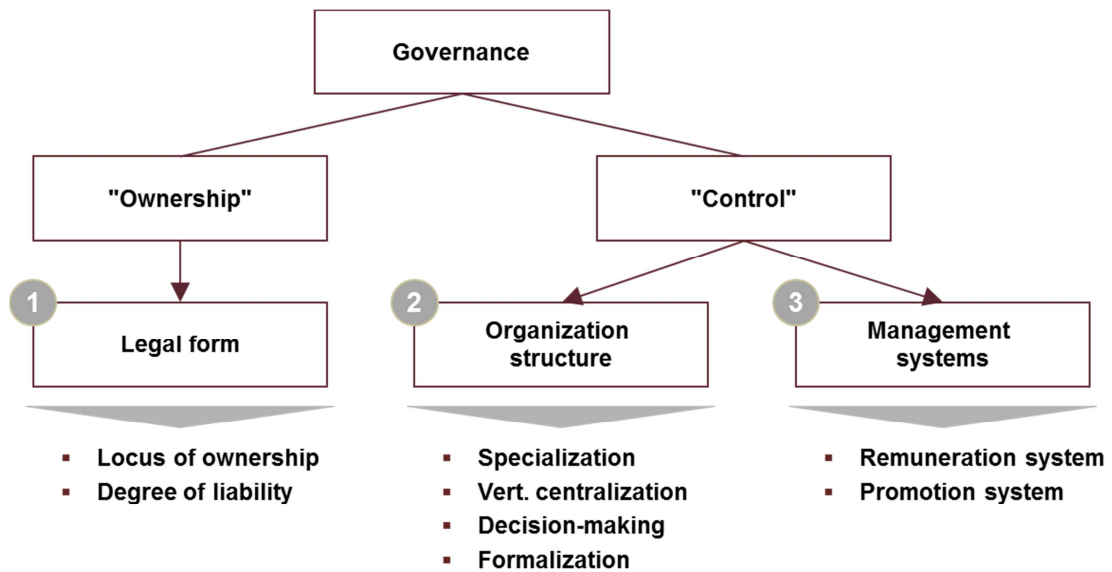 Governance
"Ownership"
"Control"
1
Legal form
2
Organization
structure
3
Management
systems
Locus of ownership
Degree of liability
Specialization
Vert. centralization
Decision-making
Formalization
Remuneration system
Promotion system